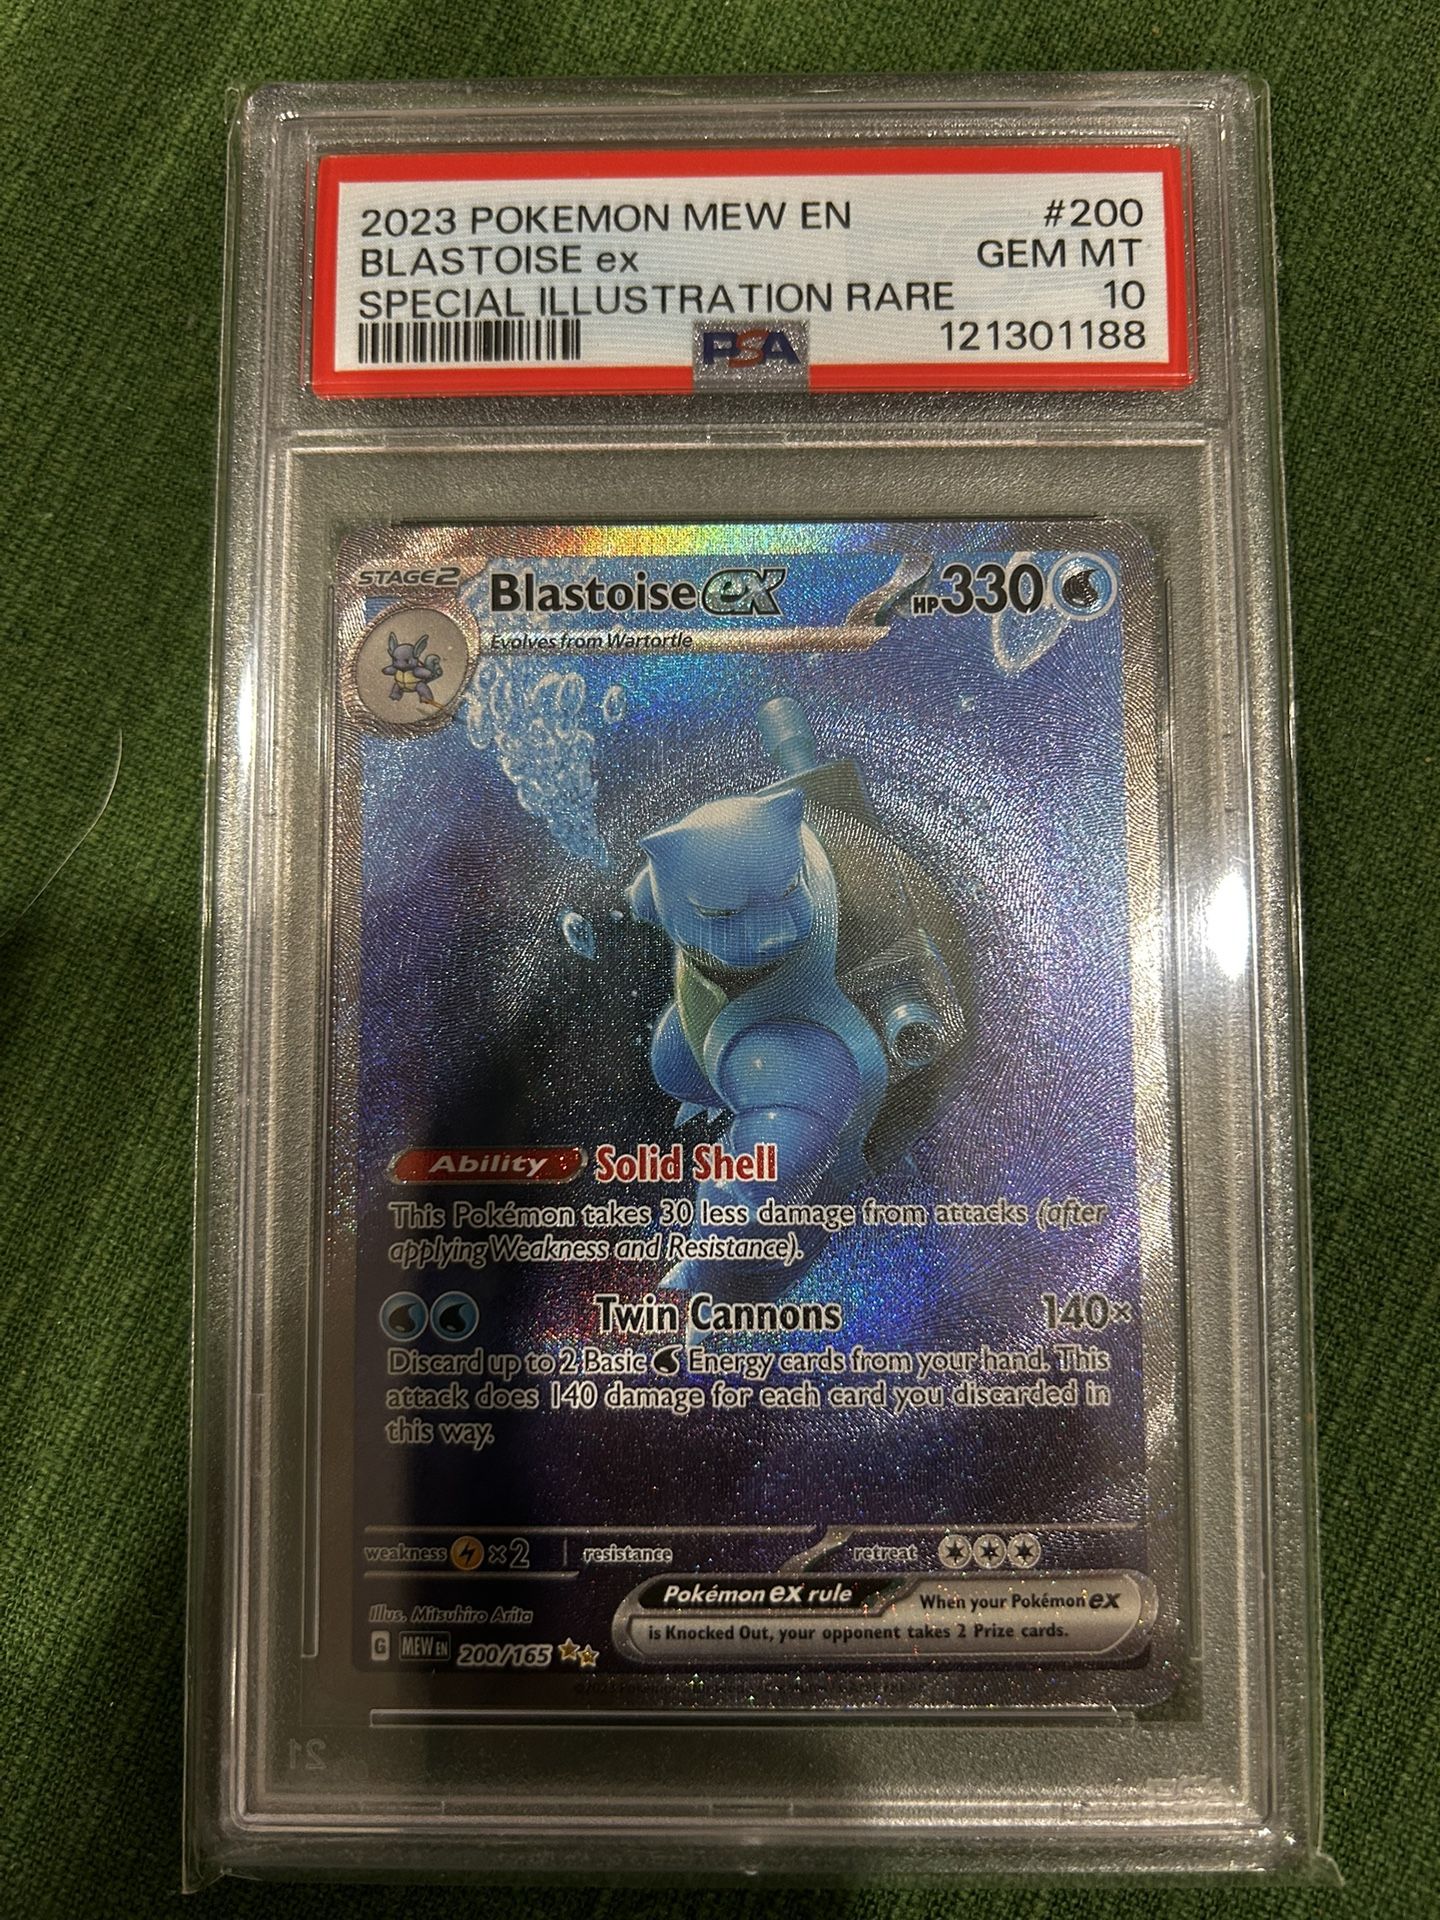 2023 POKEMON MEW EN #200
BLASTOISE ex GEM MT
SPECIAL ILLUSTRATION RARE 10
PSA 121301188
STAGE2 Blastoise ex HP 330
Evolves from Wartortle
Ability Solid Shell
This Pokémon takes 30 less damage from attacks (after
applying Weakness and Resistance).
Twin Cannons 140×
Discard up to 2 Basic Energy cards from your hand. This
attack does 140 damage for each card you discarded in
this way.
weakness ×2 resistance retreat
Pokémon ex rule When your Pokémon ex
is Knocked Out, your opponent takes 2 Prize cards.
Illus. Mitsuhiro Arita
G MEW EN 200/165
21